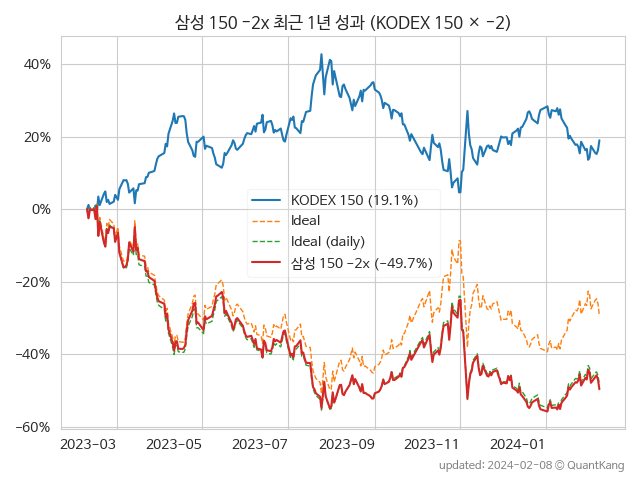 삼성 150 −2x 최근 1년 성과 (KODEX 150 × −2)
40%
20%
0%
−20%
−40%
−60%
KODEX 150 (19.1%)
Ideal
Ideal (daily)
삼성 150 −2x (−49.7%)
2023-03 2023-05 2023-07 2023-09 2023-11 2024-01
updated: 2024-02-08 © QuantKang